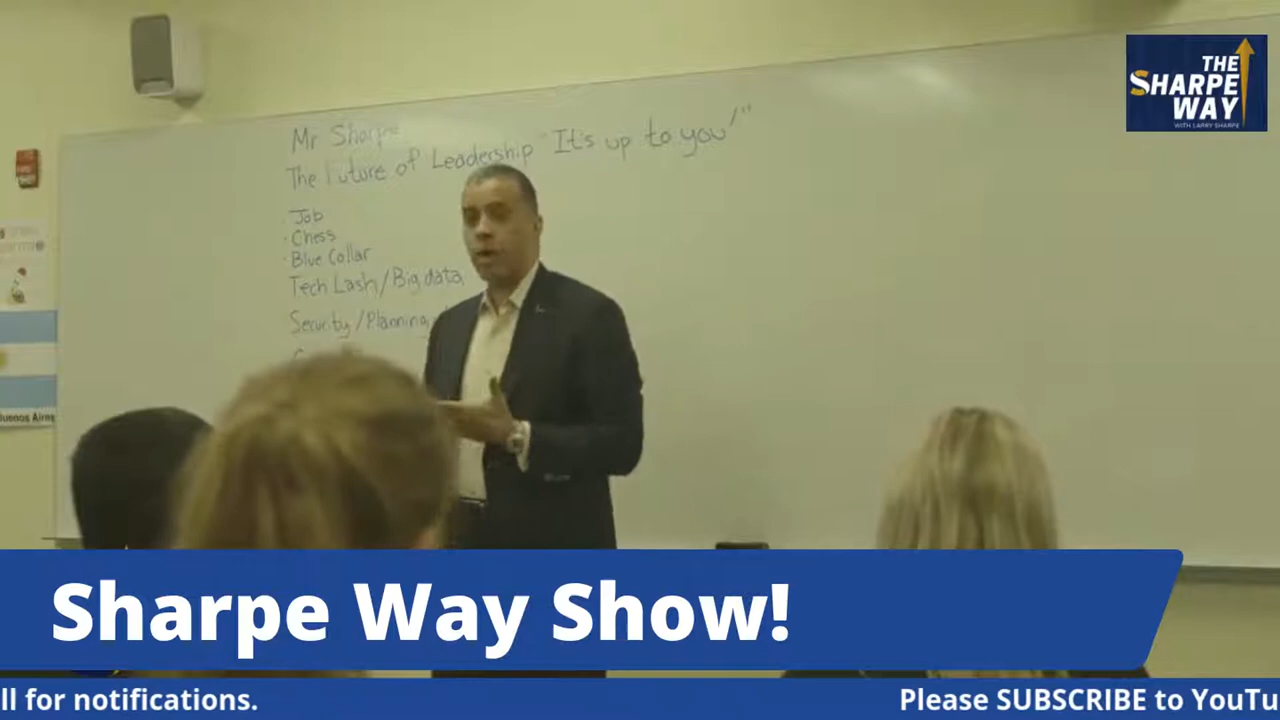 THE
SHARPE
WAY
WITH LARRY SHARPE
Mr Sharpe
The Future of Leadership "It's up to you!"
· Job
· Chess
· Blue Collar
Tech Lash/Big data
Security/Planning
Buenos Aires
Sharpe Way Show!
ll for notifications.
Please SUBSCRIBE to YouTu